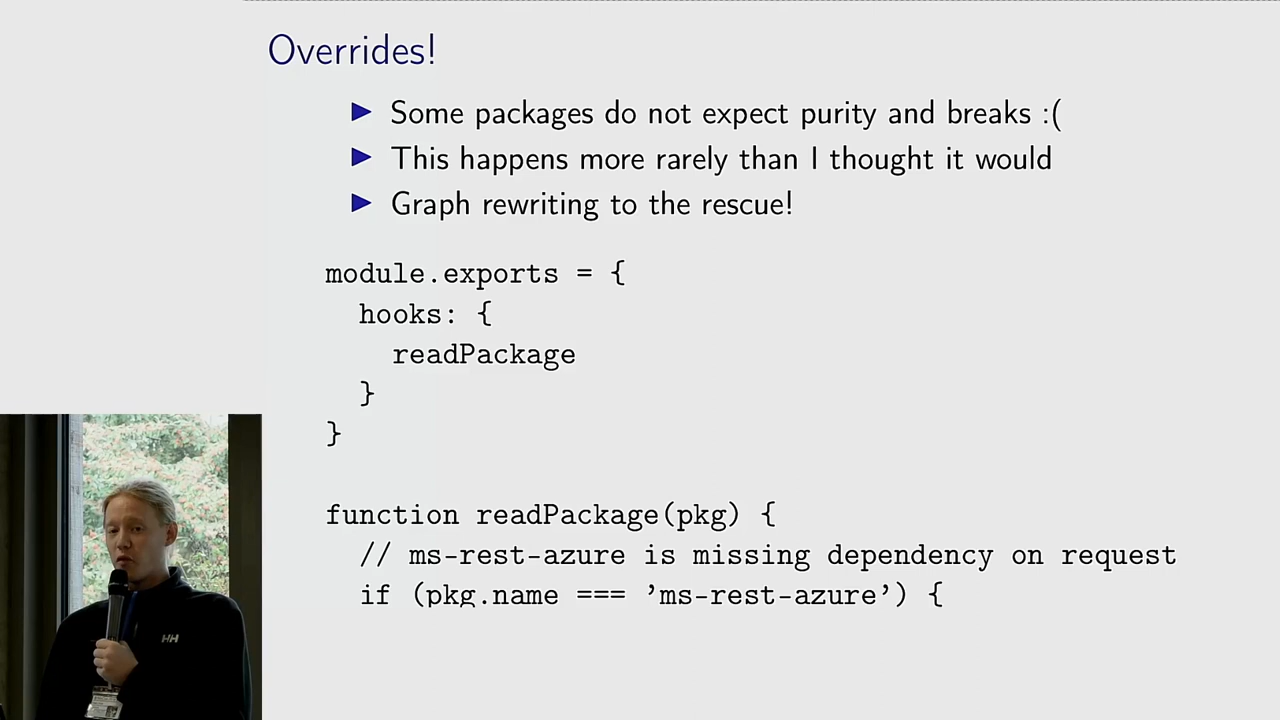 Overrides!
▶ Some packages do not expect purity and breaks :(
▶ This happens more rarely than I thought it would
▶ Graph rewriting to the rescue!
module.exports = {
  hooks: {
    readPackage
  }
}
function readPackage(pkg) {
  // ms-rest-azure is missing dependency on request
  if (pkg.name === 'ms-rest-azure') {
HH